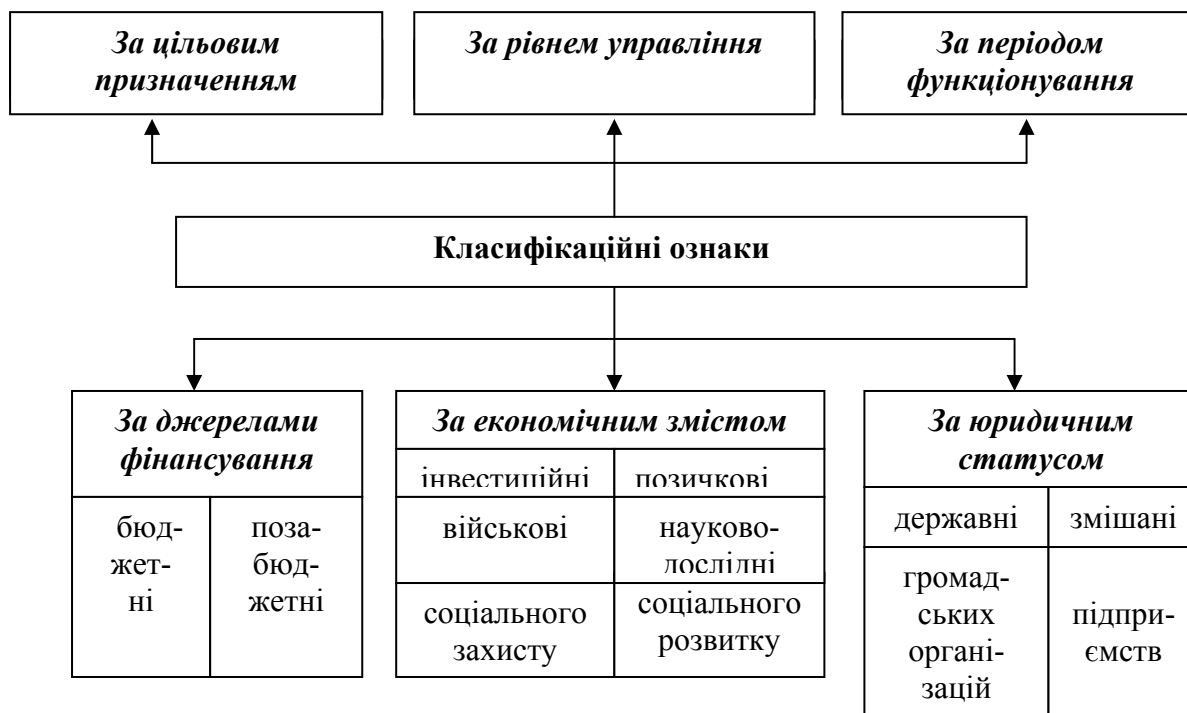 За цільовим
призначенням
За рівнем управління
За періодом
функціонування
Класифікаційні ознаки
За джерелами
фінансування
бюд-
жет-
ні
поза-
бюд-
жетні
За економічним змістом
інвестиційні
позичкові
військові
науково-
дослідні
соціального
захисту
соціального
розвитку
За юридичним
статусом
державні
змішані
громад-
ських
органі-
зацій
підпри-
ємств